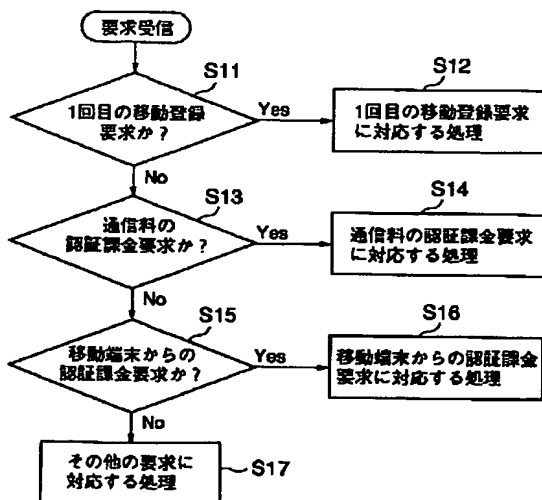 要求受信
S11
1回目の移動登録
要求か？
Yes
S12
1回目の移動登録要求
に対応する処理
No
S13
通信料の
認証課金要求か？
Yes
S14
通信料の認証課金要求
に対応する処理
No
S15
移動端末からの
認証課金要求か？
Yes
S16
移動端末からの認証課金
要求に対応する処理
No
その他の要求に
対応する処理
S17